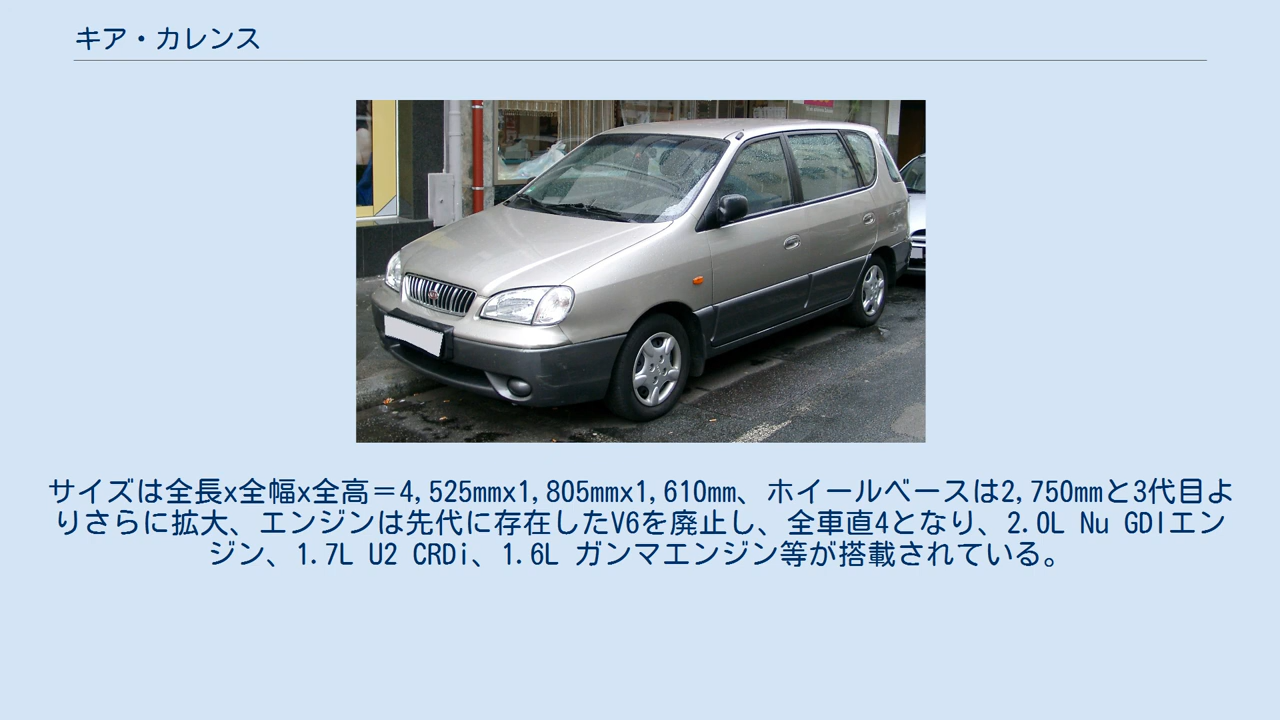 キア・カレンス
サイズは全長x全幅x全高＝4,525mmx1,805mmx1,610mm、ホイールベースは2,750mmと3代目よ
りさらに拡大、エンジンは先代に存在したV6を廃止し、全車直4となり、2.0L Nu GDIエン
ジン、1.7L U2 CRDi、1.6L ガンマエンジン等が搭載されている。